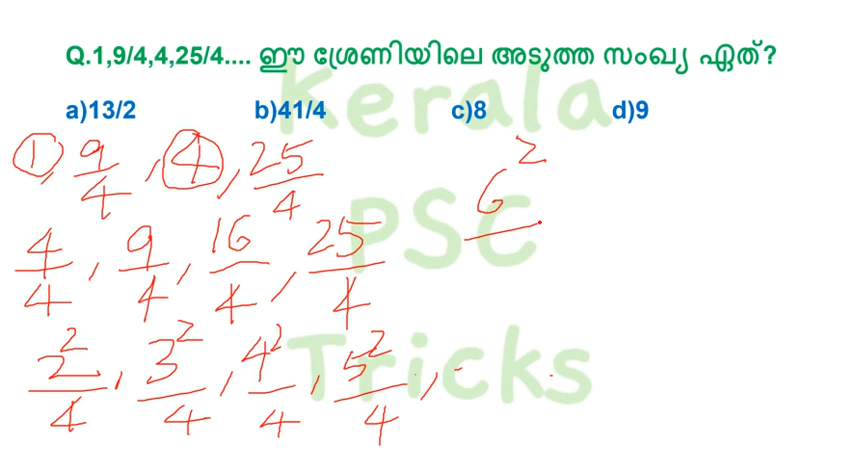 Q.1,9/4,4,25/4.... ഈ ശ്രേണിയിലെ അടുത്ത സംഖ്യ ഏത്?
a)13/2 b)41/4 c)8 d)9
1, 9/4, 4, 25/4
4/4, 9/4, 16/4, 25/4
2²/4, 3²/4, 4²/4, 5²/4,
6²
Kerala
PSC
Tricks